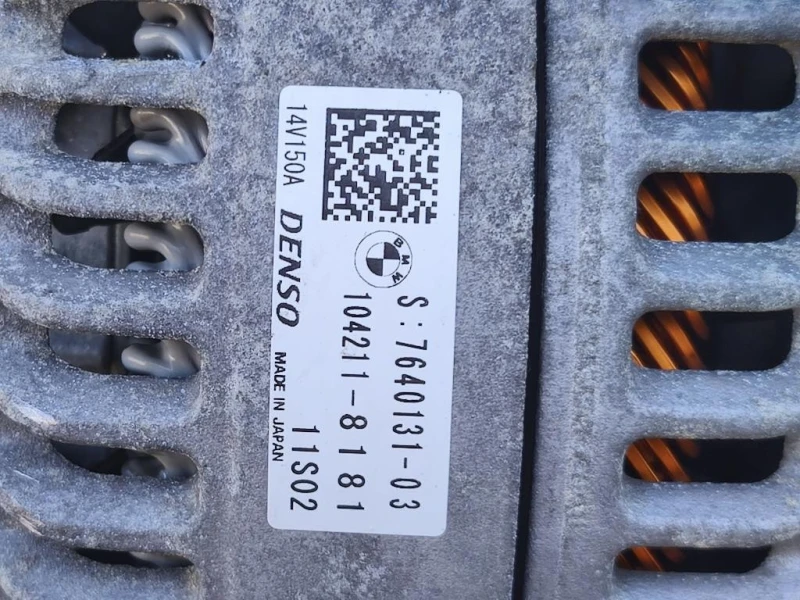 BMW
S:7640131-03
104211-8181
11S02
14V150A DENSO MADE IN JAPAN